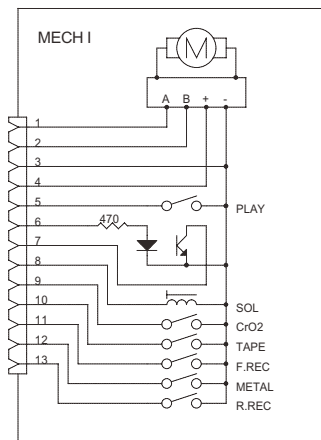 MECH I
M
A B + -
1
2
3
4
5 PLAY
6 470
7
8 SOL
9 CrO2
10 TAPE
11 F.REC
12 METAL
13 R.REC